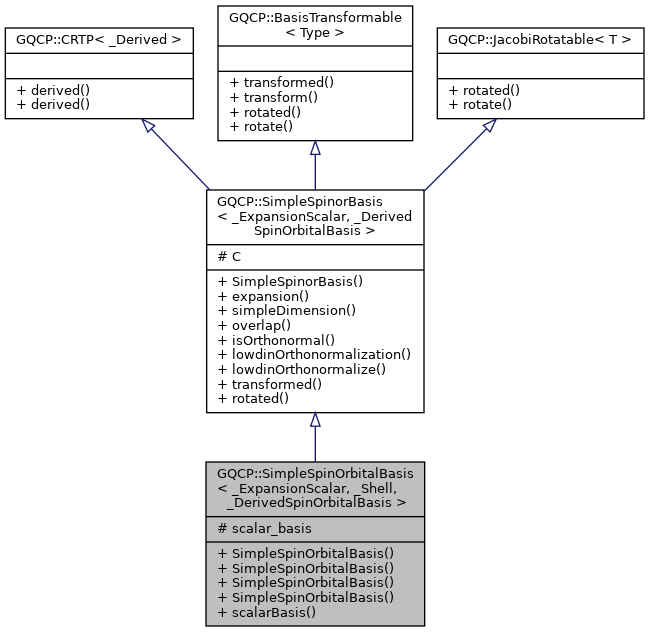 GQCP::CRTP< _Derived >
+ derived()
+ derived()
GQCP::BasisTransformable
< Type >
+ transformed()
+ transform()
+ rotated()
+ rotate()
GQCP::JacobiRotatable< T >
+ rotated()
+ rotate()
GQCP::SimpleSpinorBasis
< _ExpansionScalar, _Derived
SpinOrbitalBasis >
# C
+ SimpleSpinorBasis()
+ expansion()
+ simpleDimension()
+ overlap()
+ isOrthonormal()
+ lowdinOrthonormalization()
+ lowdinOrthonormalize()
+ transformed()
+ rotated()
GQCP::SimpleSpinOrbitalBasis
< _ExpansionScalar, _Shell,
_DerivedSpinOrbitalBasis >
# scalar_basis
+ SimpleSpinOrbitalBasis()
+ SimpleSpinOrbitalBasis()
+ SimpleSpinOrbitalBasis()
+ SimpleSpinOrbitalBasis()
+ scalarBasis()